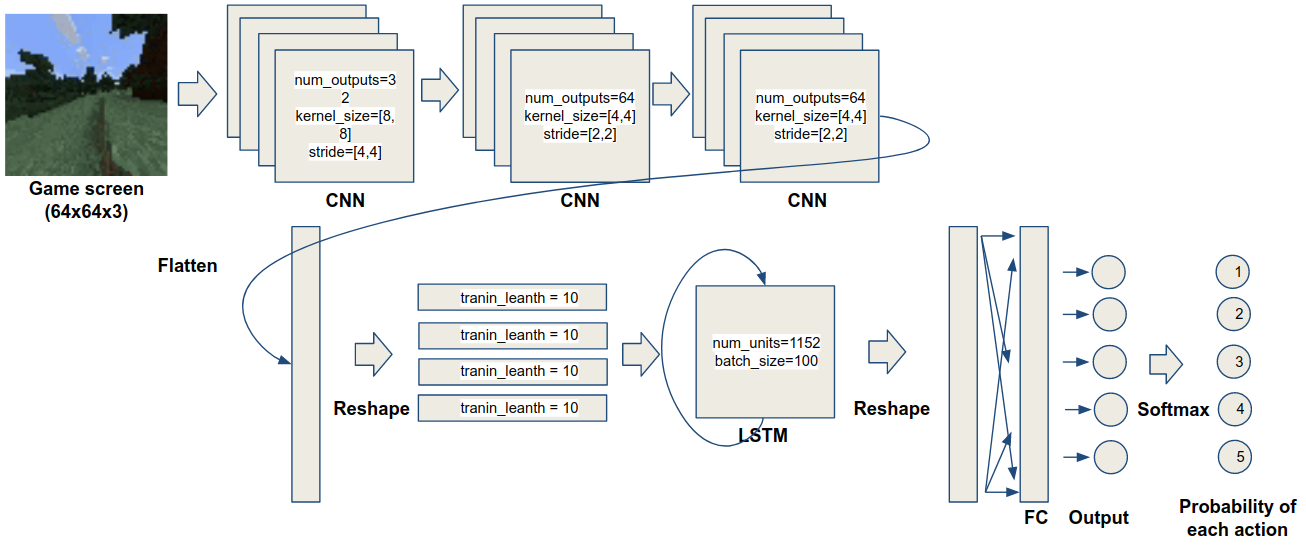 num_outputs=3
2
kernel_size=[8,
8]
stride=[4,4]
num_outputs=64
kernel_size=[4,4]
stride=[2,2]
num_outputs=64
kernel_size=[4,4]
stride=[2,2]
Game screen
(64x64x3)
CNN
CNN
CNN
Flatten
Reshape
tranin_leanth = 10
tranin_leanth = 10
tranin_leanth = 10
tranin_leanth = 10
num_units=1152
batch_size=100
LSTM
Reshape
FC
Output
Softmax
1
2
3
4
5
Probability of
each action